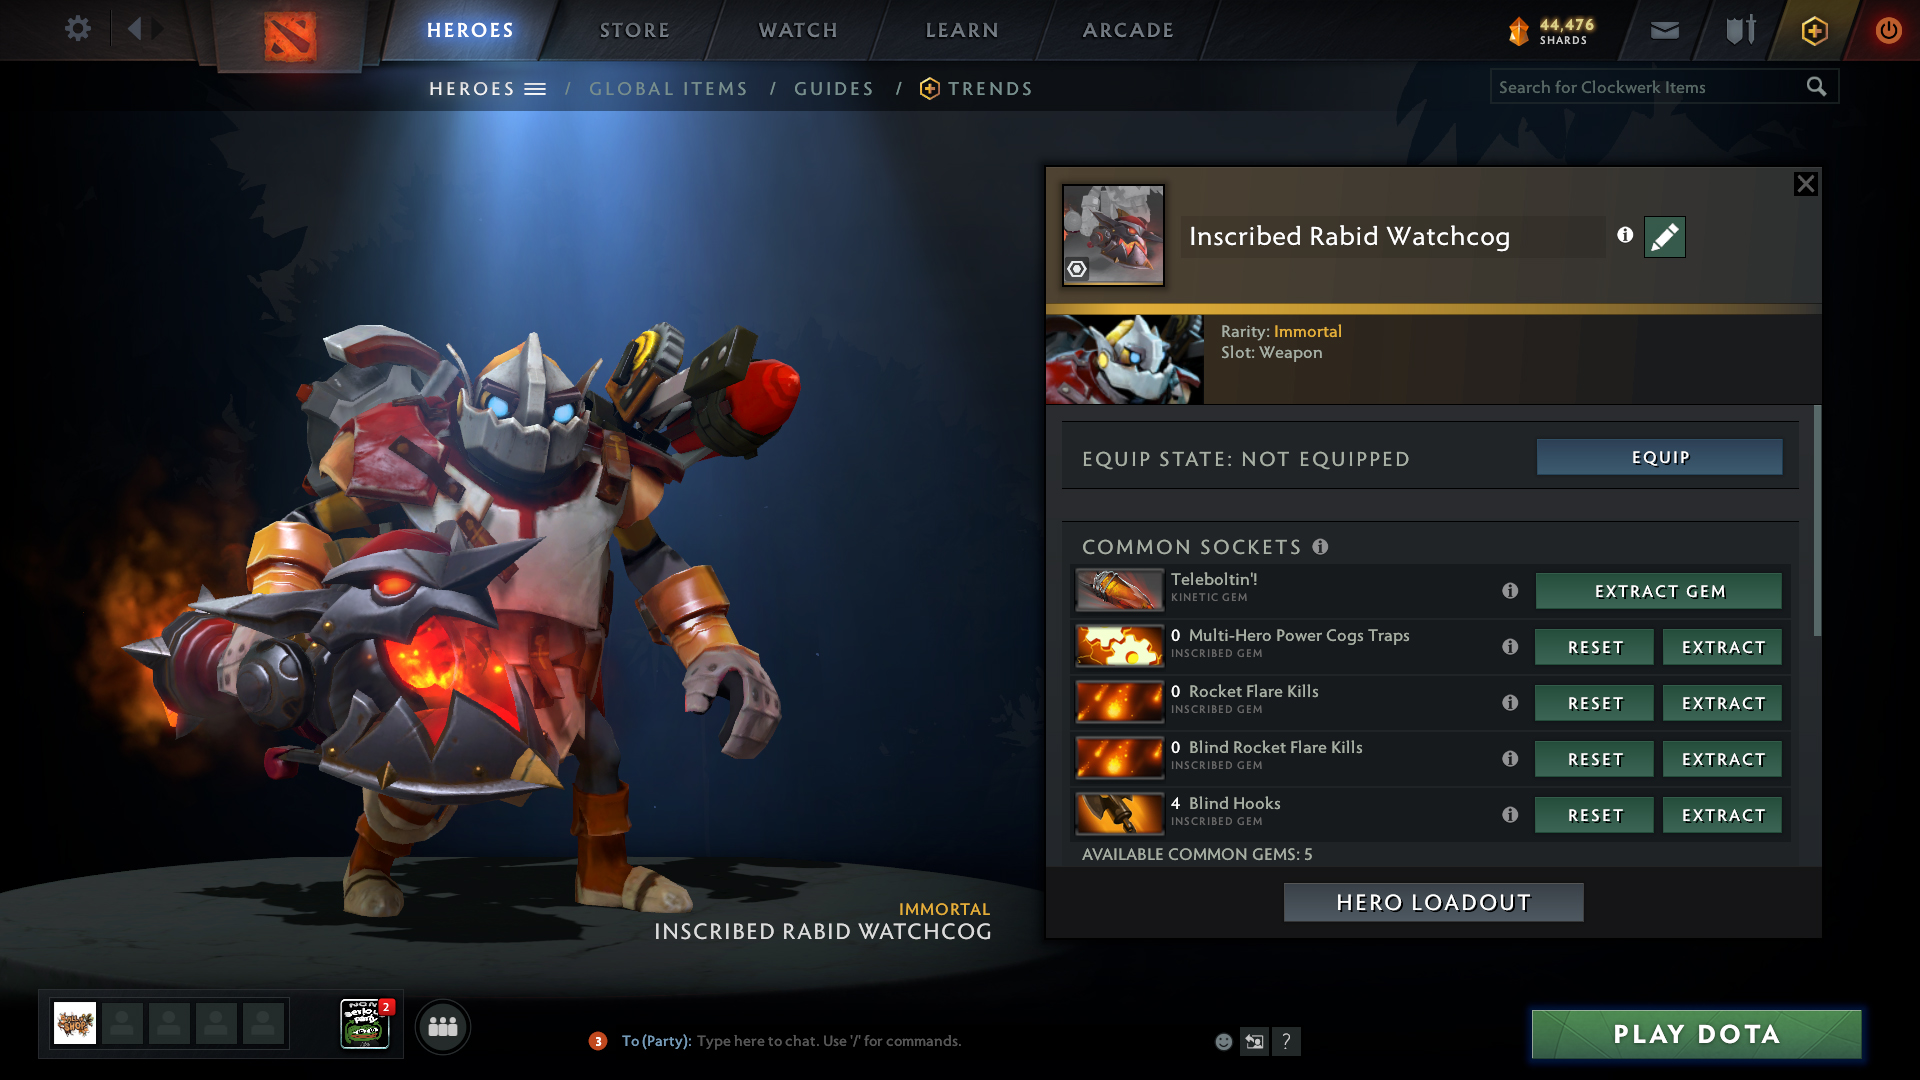 HEROES
STORE
WATCH
LEARN
ARCADE
44,476
SHARDS
HEROES / GLOBAL ITEMS / GUIDES / TRENDS
Search for Clockwerk Items
Inscribed Rabid Watchcog
Rarity: Immortal
Slot: Weapon
EQUIP STATE: NOT EQUIPPED
EQUIP
COMMON SOCKETS
Teleboltin'!
KINETIC GEM
EXTRACT GEM
0 Multi-Hero Power Cogs Traps
INSCRIBED GEM
RESET
EXTRACT
0 Rocket Flare Kills
INSCRIBED GEM
RESET
EXTRACT
0 Blind Rocket Flare Kills
INSCRIBED GEM
RESET
EXTRACT
4 Blind Hooks
INSCRIBED GEM
RESET
EXTRACT
AVAILABLE COMMON GEMS: 5
HERO LOADOUT
IMMORTAL
INSCRIBED RABID WATCHCOG
2
3
To (Party): Type here to chat. Use '/' for commands.
?
PLAY DOTA